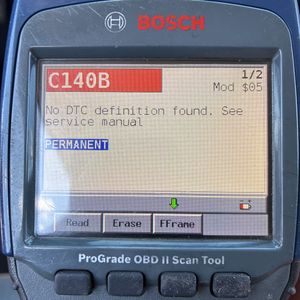 BOSCH
C140B
1/2
Mod $05
No DTC definition found. See
service manual
PERMANENT
Read Erase FFrame
ProGrade OBD II Scan Tool